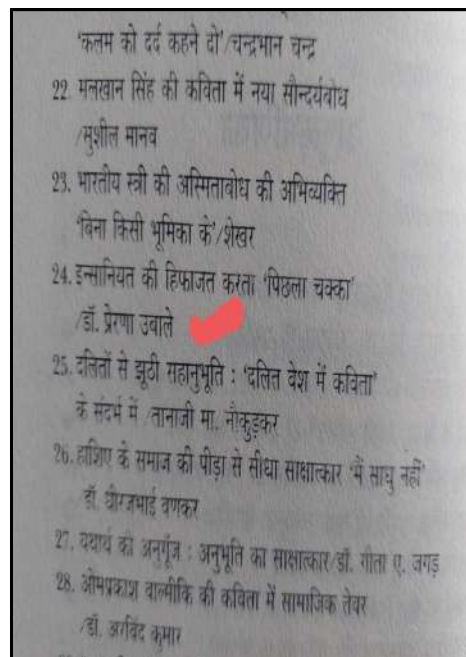 'कलम को दर्द कहने दो'/चन्द्रभान चन्द्र
22. मलखान सिंह की कविता में नया सौन्दर्यबोध
/सुशील मानव
23. भारतीय स्त्री की अस्मिताबोध की अभिव्यक्ति
'बिना किसी भूमिका के'/शेखर
24. इन्सानियत की हिफाजत करता 'पिछला चक्का'
/डॉ. प्रेरणा उबाले
25. दलितों से झूठी सहानुभूति : 'दलित वेश में कविता'
के संदर्भ में /तानाजी मा. नौकुड़कर
26. हाशिए के समाज की पीड़ा से सीधा साक्षात्कार 'मैं साधु नहीं'
डॉ. धीरजभाई वणकर
27. यथार्थ की अनुगूँज : अनुभूति का साक्षात्कार/डॉ. गीता ए. जगड़
28. ओमप्रकाश वाल्मीकि की कविता में सामाजिक तेवर
/डॉ. अरविंद कुमार